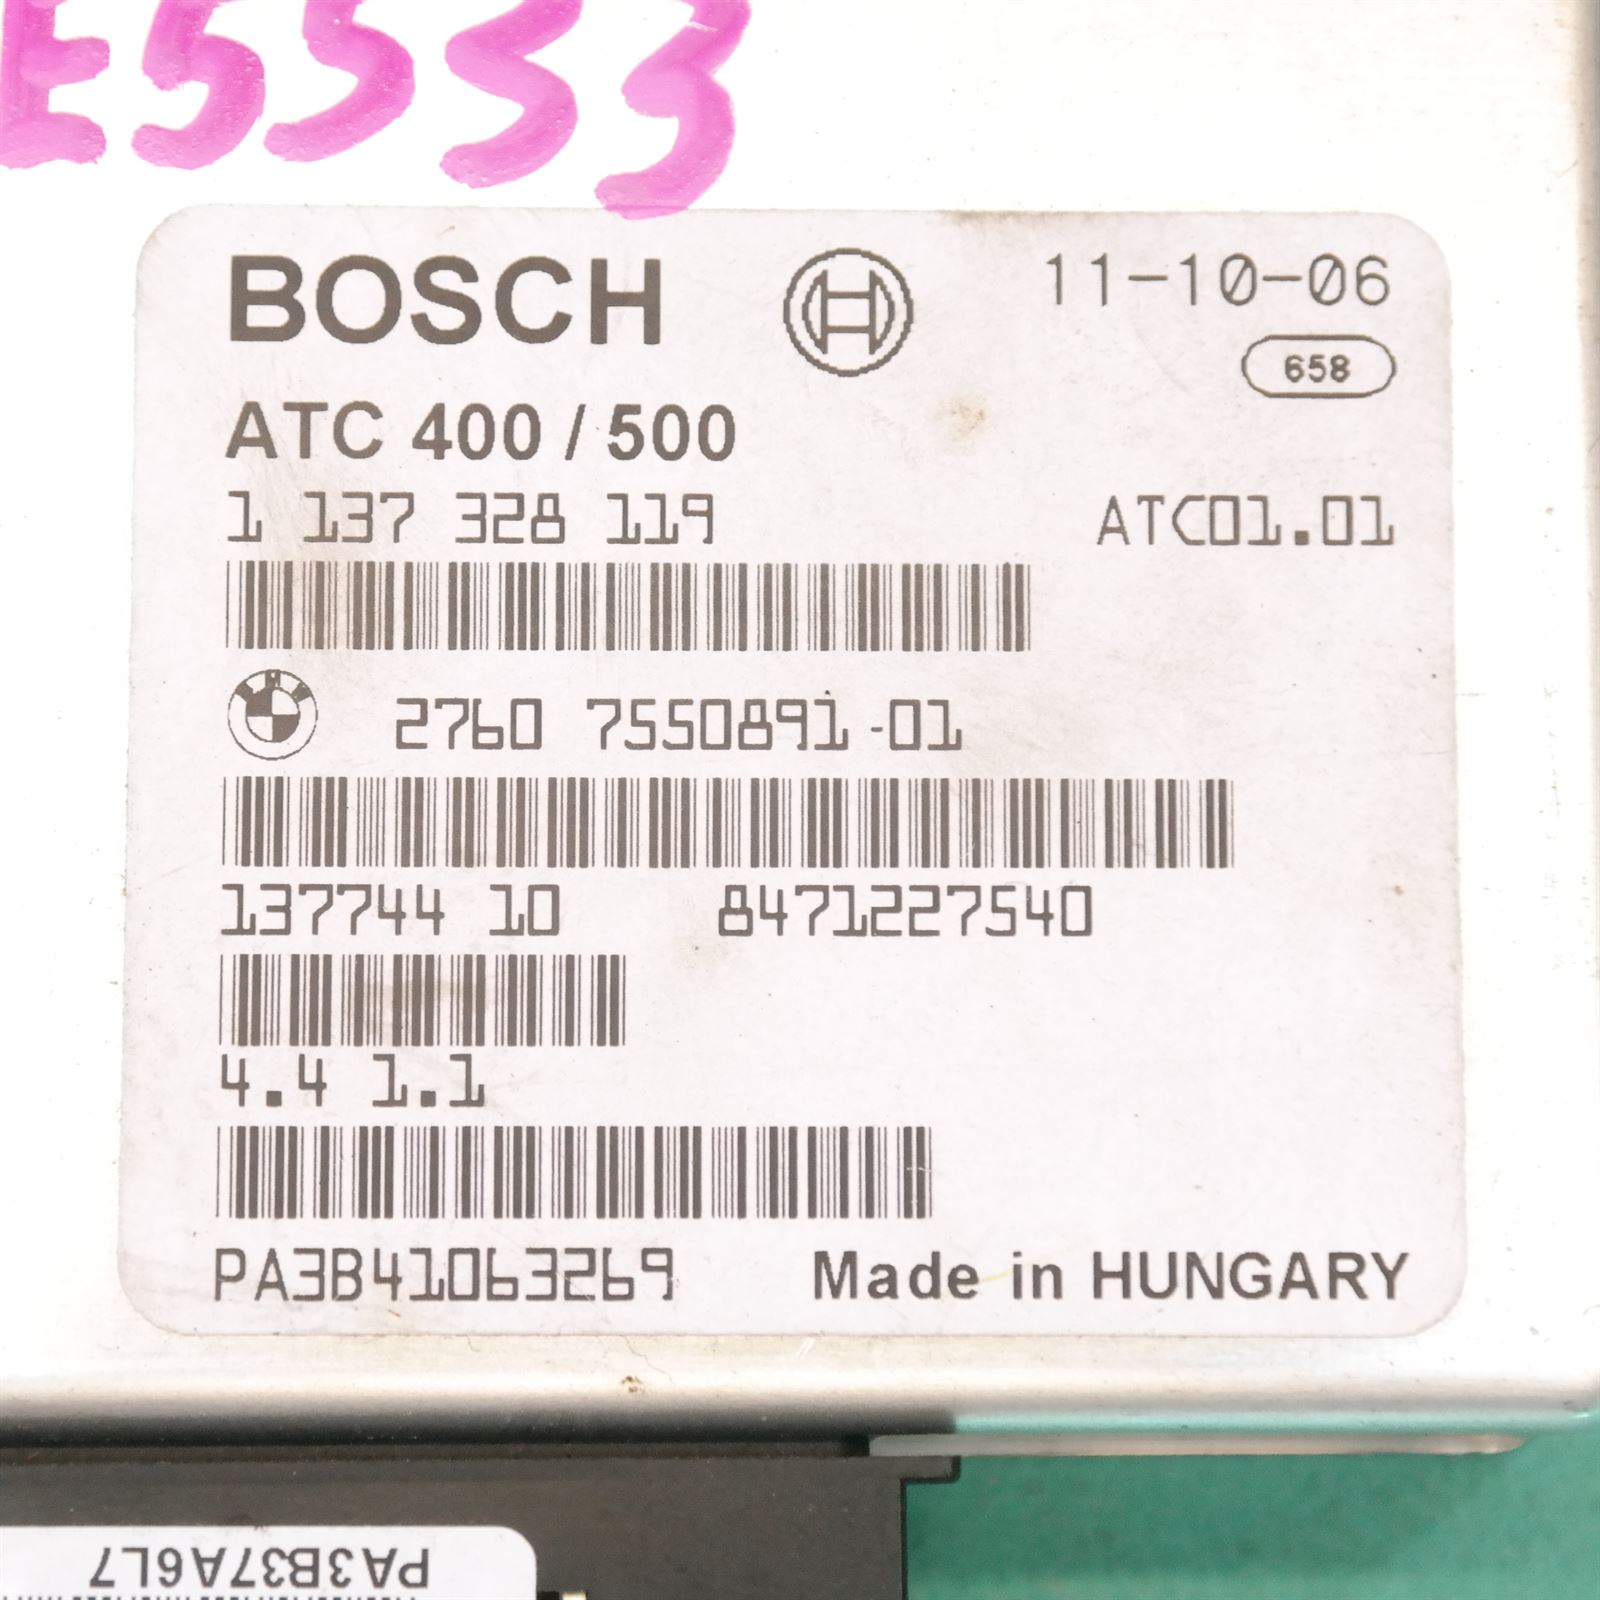 E5533
BOSCH 11-10-06
658
ATC 400 / 500
1 137 328 119 ATC01.01
BMW 2760 7550891-01
137744 10 8471227540
4.4 1.1
PA3B41063269 Made in HUNGARY
PA3B37A6L7